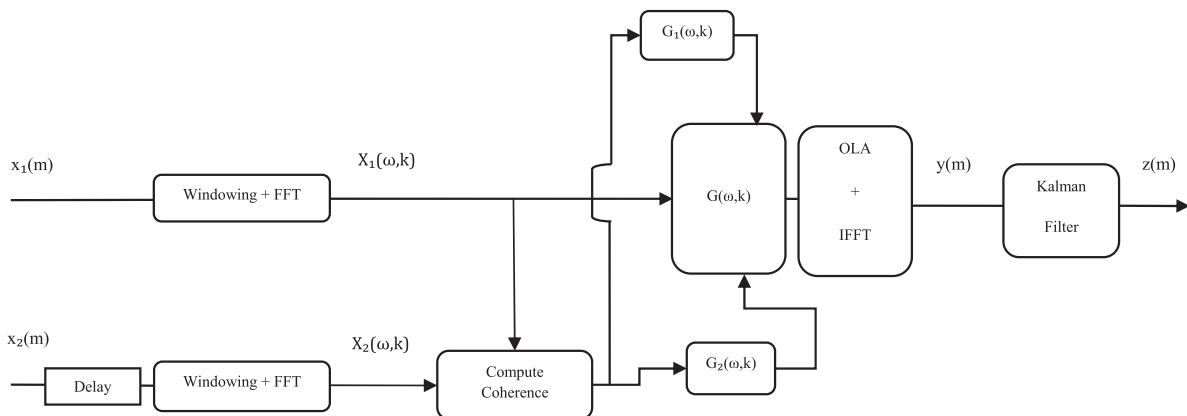 G₁(ω,k)
x₁(m)
Windowing + FFT
X₁(ω,k)
G(ω,k)
OLA
+
IFFT
y(m)
Kalman
Filter
z(m)
x₂(m)
Delay
Windowing + FFT
X₂(ω,k)
Compute
Coherence
G₂(ω,k)